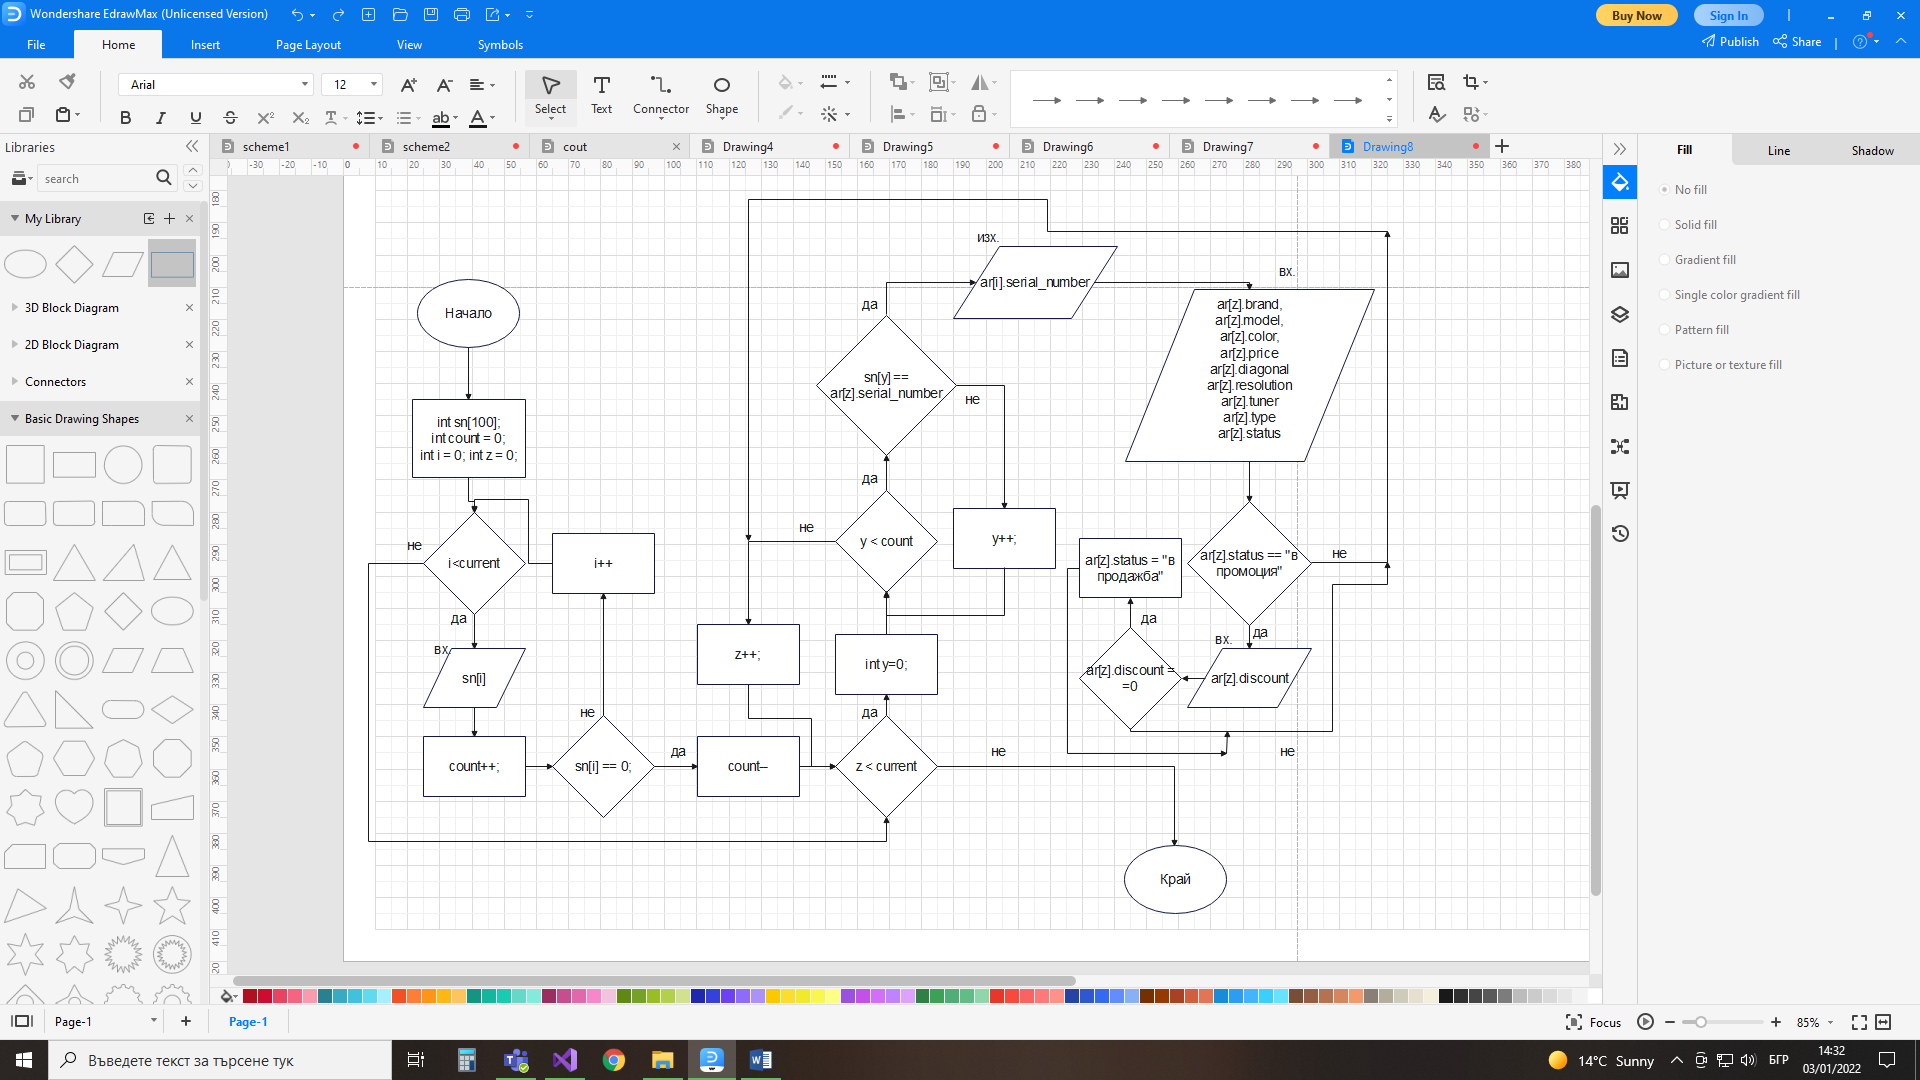 Wondershare EdrawMax (Unlicensed Version)
Buy Now
Sign In
File
Home
Insert
Page Layout
View
Symbols
Publish
Share
Arial
12
Select
Text
Connector
Shape
Libraries
scheme1
scheme2
cout
Drawing4
Drawing5
Drawing6
Drawing7
Drawing8
search
My Library
3D Block Diagram
2D Block Diagram
Connectors
Basic Drawing Shapes
Fill
Line
Shadow
No fill
Solid fill
Gradient fill
Single color gradient fill
Pattern fill
Picture or texture fill
Начало
int sn[100];
int count = 0;
int i = 0; int z = 0;
не
i<current
i++
да
вх.
sn[i]
count++;
не
sn[i] == 0;
да
count--
z++;
да
z < current
не
int y=0;
не
y < count
да
y++;
sn[y] ==
ar[z].serial_number
не
да
изх.
ar[i].serial_number
вх.
ar[z].brand,
ar[z].model,
ar[z].color,
ar[z].price
ar[z].diagonal
ar[z].resolution
ar[z].tuner
ar[z].type
ar[z].status
ar[z].status == "в
промоция"
не
да
вх.
ar[z].discount
ar[z].discount =
=0
да
не
ar[z].status = "в
продажба"
Край
Page-1
Page-1
Focus
85%
Въведете текст за търсене тук
14°C Sunny
БГР
14:32
03/01/2022